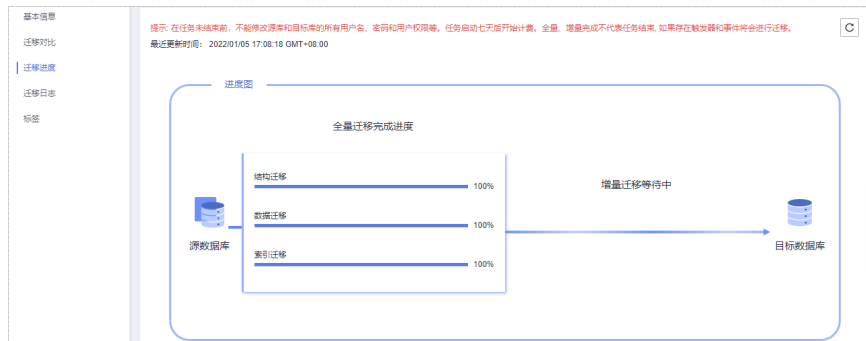 基本信息
迁移对比
迁移进度
迁移日志
标签
提示: 在任务未结束前，不能修改源库和目标库的所有用户名、密码和用户权限等。任务启动七天后开始计费。全量、增量完成不代表任务结束, 如果存在触发器和事件将会进行迁移。
最近更新时间： 2022/01/05 17:08:18 GMT+08:00
进度图
全量迁移完成进度
结构迁移
100%
数据迁移
100%
索引迁移
100%
源数据库
增量迁移等待中
目标数据库